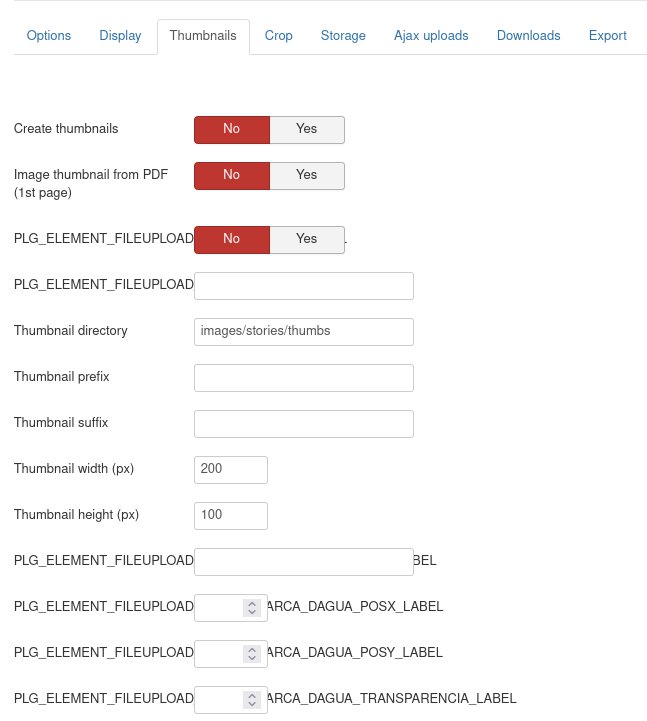 Options Display Thumbnails Crop Storage Ajax uploads Downloads Export
Create thumbnails No Yes
Image thumbnail from PDF No Yes
(1st page)
PLG_ELEMENT_FILEUPLOAD No Yes
PLG_ELEMENT_FILEUPLOAD
Thumbnail directory images/stories/thumbs
Thumbnail prefix
Thumbnail suffix
Thumbnail width (px) 200
Thumbnail height (px) 100
PLG_ELEMENT_FILEUPLOAD BEL
PLG_ELEMENT_FILEUPLOAD ARCA_DAGUA_POSX_LABEL
PLG_ELEMENT_FILEUPLOAD ARCA_DAGUA_POSY_LABEL
PLG_ELEMENT_FILEUPLOAD ARCA_DAGUA_TRANSPARENCIA_LABEL